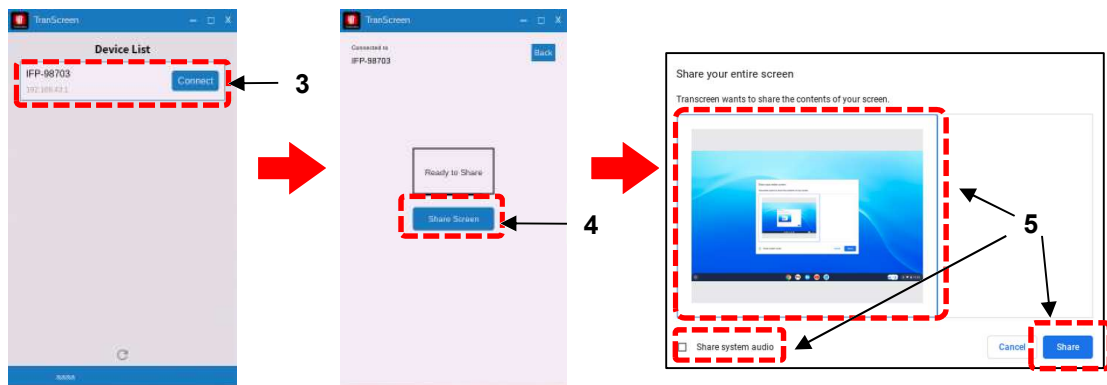 TranScreen
Device List
IFP-98703
192.168.43.1
Connect
3
TranScreen
Connected to
IFP-98703
Back
Ready to Share
Share Screen
4
Share your entire screen
Transcreen wants to share the contents of your screen.
Share system audio
Cancel
Share
5